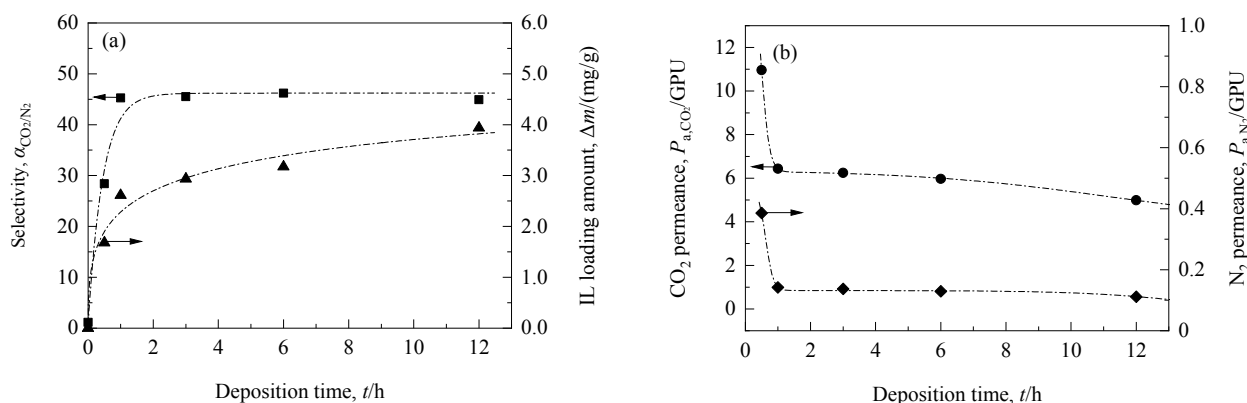 (a)
Selectivity, αCO2/N2
60
50
40
30
20
10
0
IL loading amount, Δm/(mg/g)
6.0
5.0
4.0
3.0
2.0
1.0
0.0
0 2 4 6 8 10 12
Deposition time, t/h
(b)
CO2 permeance, Pa,CO2/GPU
12
10
8
6
4
2
0
N2 permeance, Pa,N2/GPU
1.0
0.8
0.6
0.4
0.2
0
0 2 4 6 8 10 12
Deposition time, t/h